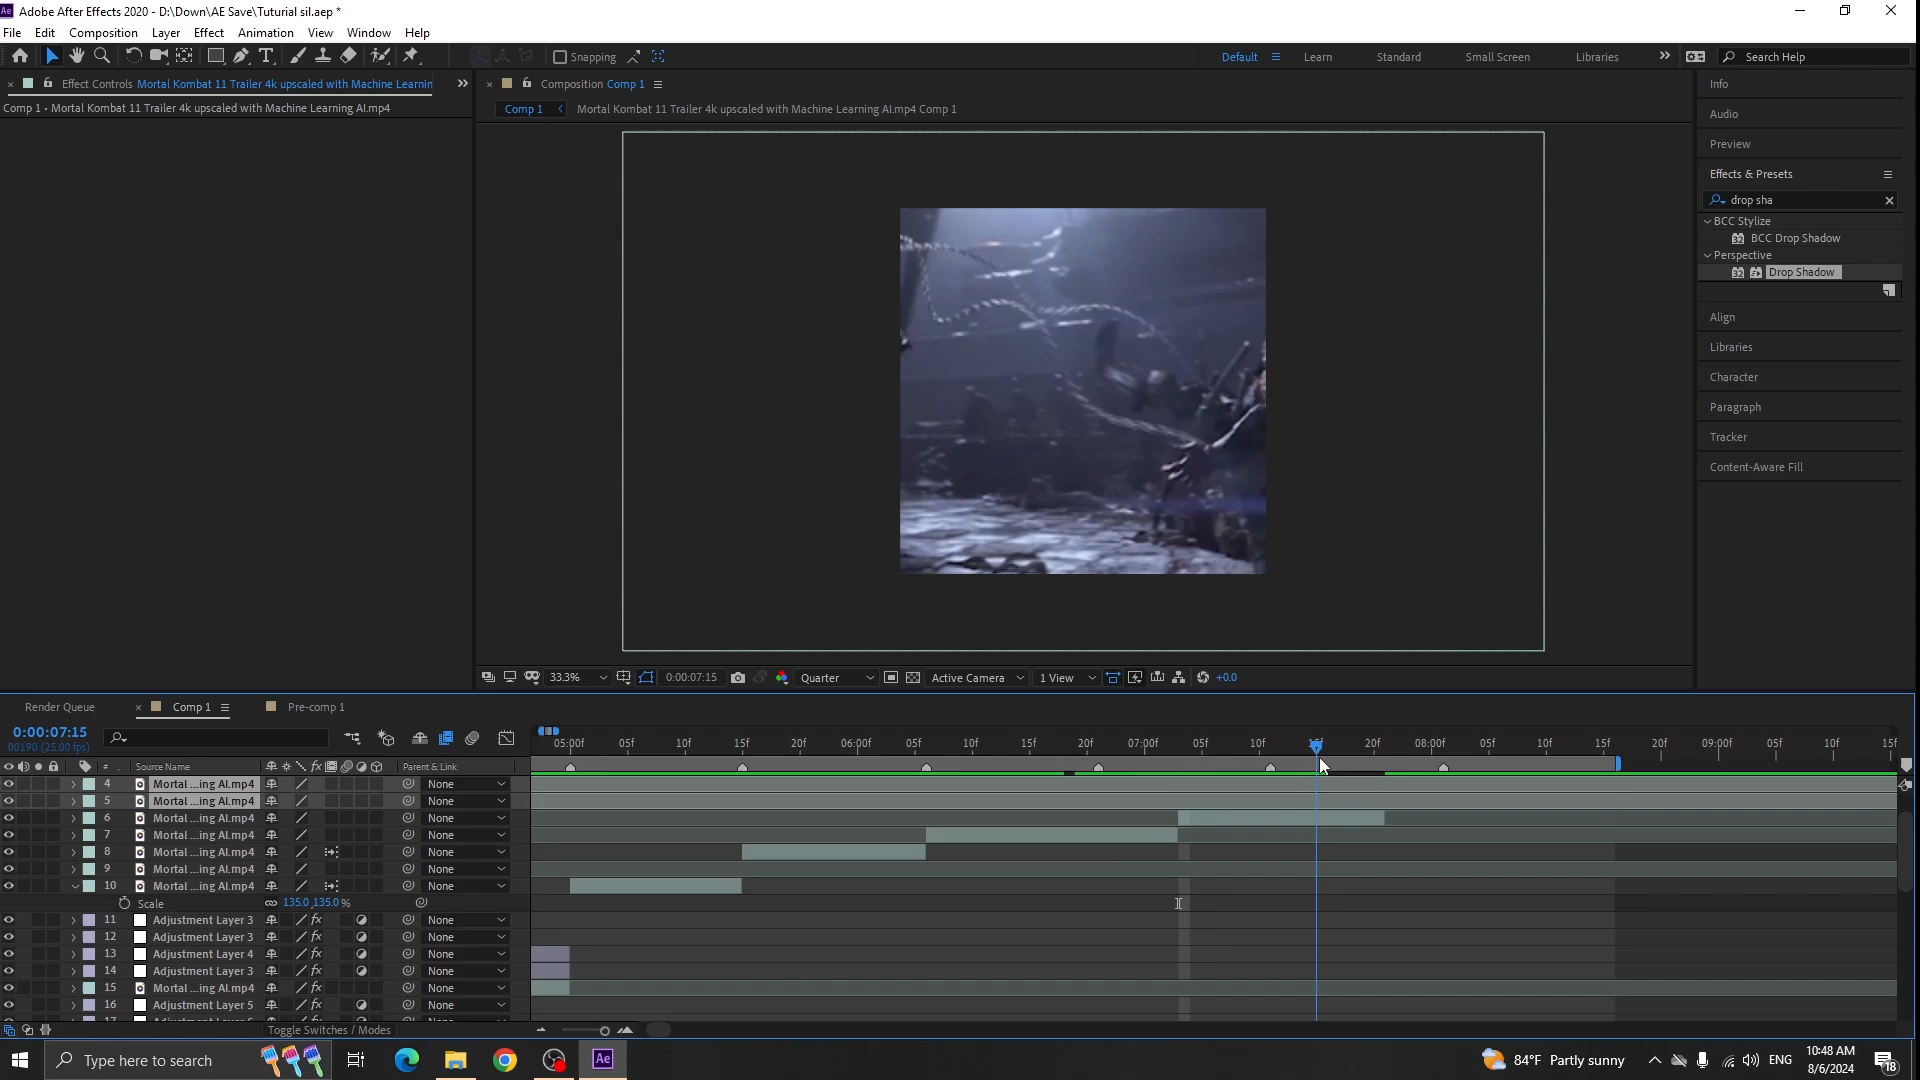 Adobe After Effects 2020 - D:\Down\AE Save\Tuturial sil.aep *
File Edit Composition Layer Effect Animation View Window Help
Snapping
Default Learn Standard Small Screen Libraries
Search Help
Effect Controls Mortal Kombat 11 Trailer 4k upscaled with Machine Learnin
Comp 1 • Mortal Kombat 11 Trailer 4k upscaled with Machine Learning AI.mp4
Composition Comp 1
Comp 1 Mortal Kombat 11 Trailer 4k upscaled with Machine Learning AI.mp4 Comp 1
Info
Audio
Preview
Effects & Presets
drop sha
BCC Stylize
32 BCC Drop Shadow
Perspective
32 Drop Shadow
Align
Libraries
Character
Paragraph
Tracker
Content-Aware Fill
33.3% 0:00:07:15 Quarter Active Camera 1 View +0.0
Render Queue Comp 1 Pre-comp 1
0:00:07:15
00190 (25.00 fps)
05:00f 05f 10f 15f 20f 06:00f 05f 10f 15f 20f 07:00f 05f 10f 15f 20f 08:00f 05f 10f 15f 20f 09:00f 05f 10f 15f
# Source Name Parent & Link
4 Mortal ...ing AI.mp4 None
5 Mortal ...ing AI.mp4 None
6 Mortal ...ing AI.mp4 None
7 Mortal ...ing AI.mp4 None
8 Mortal ...ing AI.mp4 None
9 Mortal ...ing AI.mp4 None
10 Mortal ...ing AI.mp4 None
Scale 135.0,135.0%
11 Adjustment Layer 3 fx None
12 Adjustment Layer 3 fx None
13 Adjustment Layer 4 fx None
14 Adjustment Layer 3 fx None
15 Mortal ...ing AI.mp4 None
16 Adjustment Layer 5 fx None
Toggle Switches / Modes
Type here to search
Ae
84°F Partly sunny
ENG
10:48 AM
8/6/2024
18